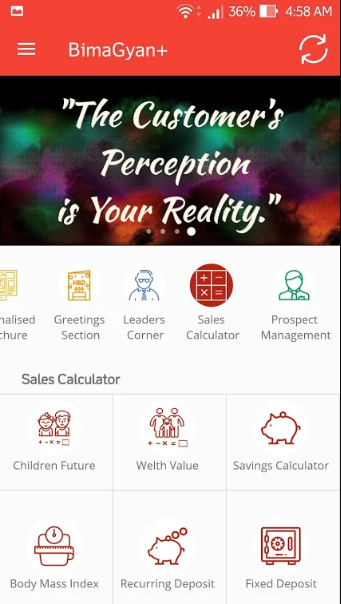 36% 4:58 AM
BimaGyan+
"The Customer's
Perception
is Your Reality."
nalised
chure
Greetings
Section
Leaders
Corner
Sales
Calculator
Prospect
Management
Sales Calculator
Children Future
Welth Value
Savings Calculator
Body Mass Index
Recurring Deposit
Fixed Deposit